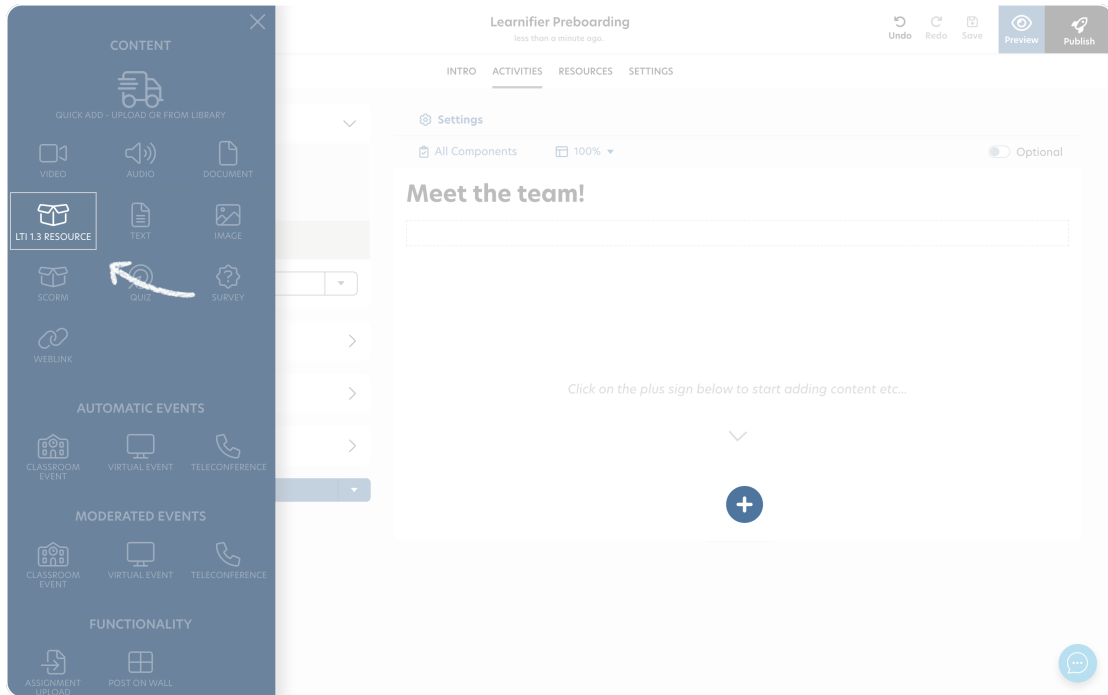 Learnifier Preboarding
less than a minute ago.
Undo
Redo
Save
Preview
Publish
INTRO
ACTIVITIES
RESOURCES
SETTINGS
CONTENT
QUICK ADD - UPLOAD OR FROM LIBRARY
VIDEO
AUDIO
DOCUMENT
LTI 1.3 RESOURCE
TEXT
IMAGE
SCORM
QUIZ
SURVEY
WEBLINK
AUTOMATIC EVENTS
CLASSROOM
EVENT
VIRTUAL EVENT
TELECONFERENCE
MODERATED EVENTS
CLASSROOM
EVENT
VIRTUAL EVENT
TELECONFERENCE
FUNCTIONALITY
ASSIGNMENT
UPLOAD
POST ON WALL
Settings
All Components
100%
Optional
Meet the team!
Click on the plus sign below to start adding content etc...